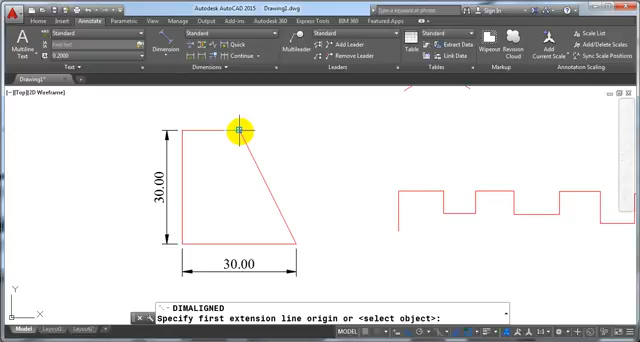 Autodesk AutoCAD 2015 Drawing1.dwg
Sign In
Home Insert Annotate Parametric View Manage Output Add-ins Autodesk 360 Express Tools BIM 360 Featured Apps
Multiline
Text
Standard
Find text
0.2000
Text
Dimension
Standard
Quick
Continue
Dimensions
Multileader
Standard
Add Leader
Remove Leader
Leaders
Table
Standard
Extract Data
Link Data
Tables
Wipeout
Revision
Cloud
Markup
Add
Current Scale
Scale List
Add/Delete Scales
Sync Scale Positions
Annotation Scaling
Drawing1*
[−][Top][2D Wireframe]
30.00
30.00
Y
X
DIMALIGNED
Specify first extension line origin or <select object>:
Model Layout1 Layout2
MODEL
1:1